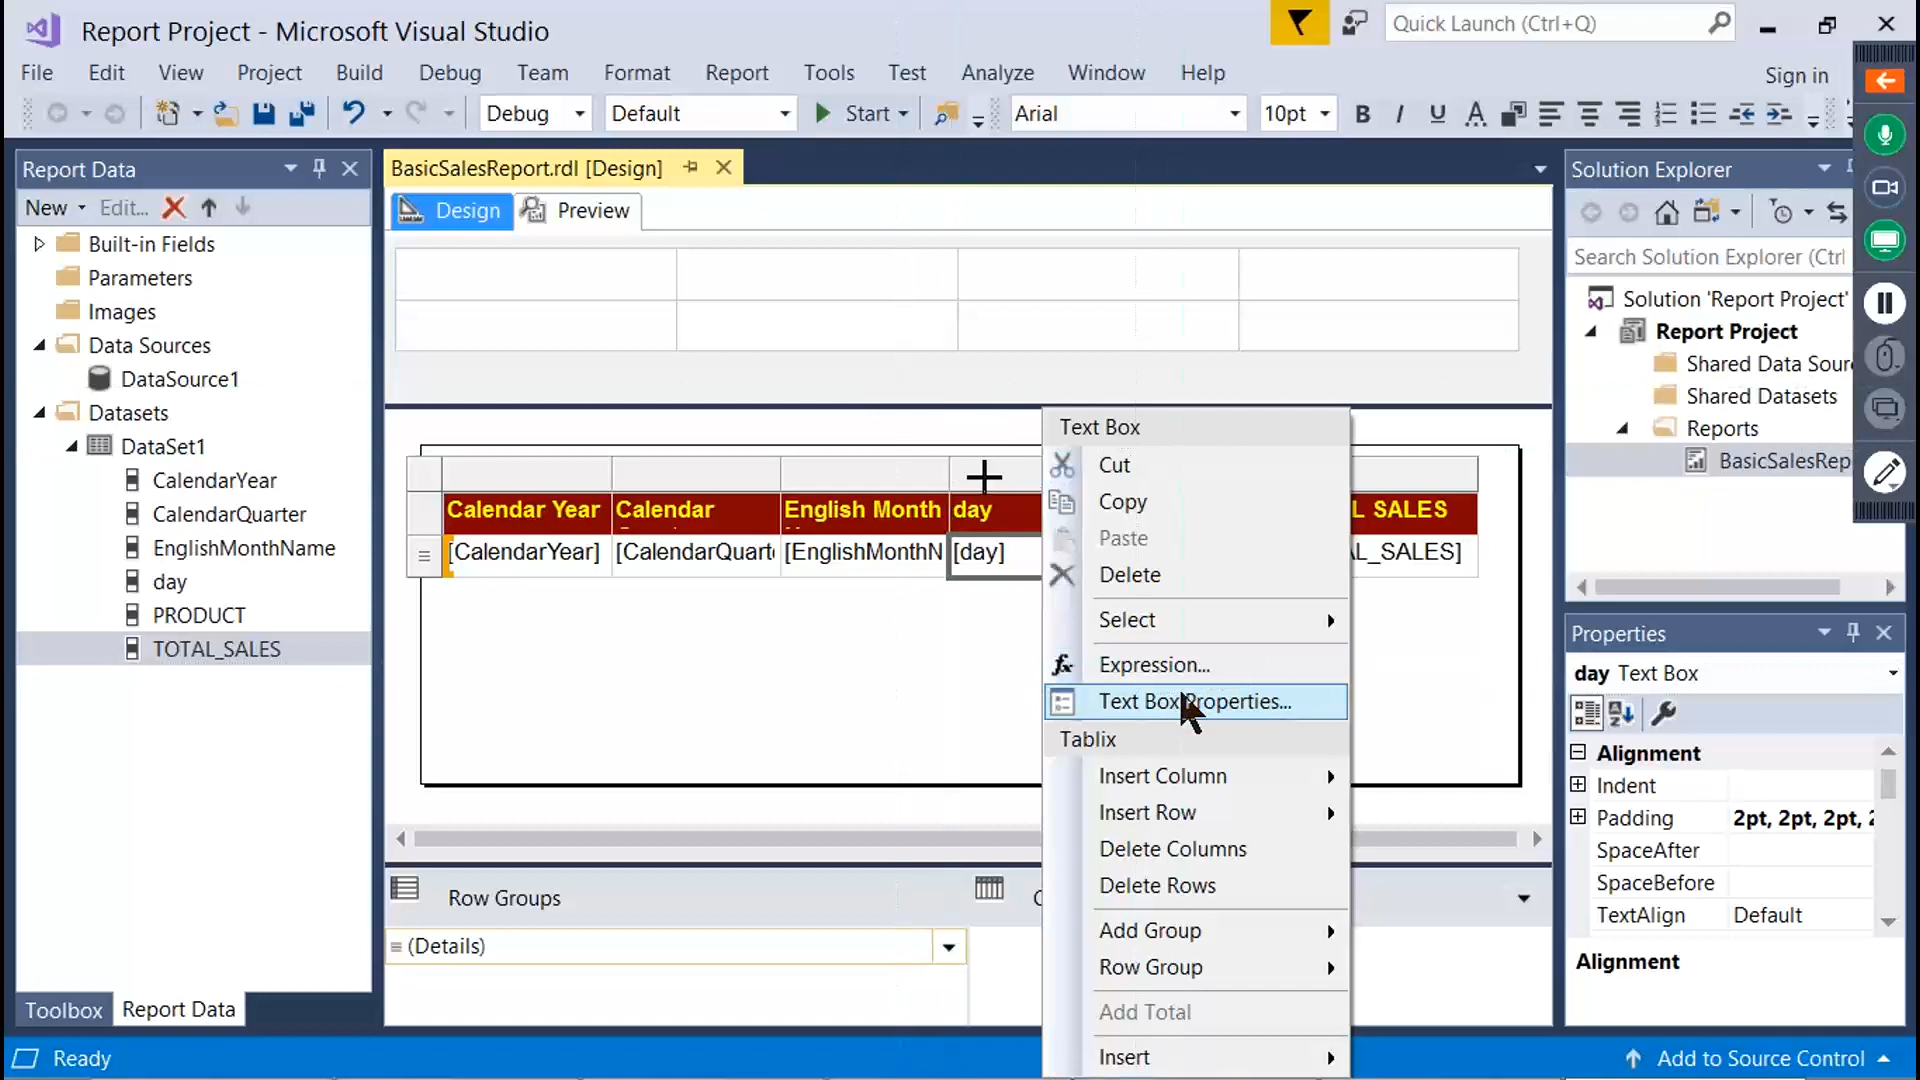 Report Project - Microsoft Visual Studio
Quick Launch (Ctrl+Q)
File Edit View Project Build Debug Team Format Report Tools Test Analyze Window Help
Sign in
Debug Default Start Arial 10pt B I U A
Report Data
BasicSalesReport.rdl [Design]
Solution Explorer
New Edit...
Design Preview
Built-in Fields
Parameters
Images
Data Sources
DataSource1
Datasets
DataSet1
CalendarYear
CalendarQuarter
EnglishMonthName
day
PRODUCT
TOTAL_SALES
Toolbox Report Data
Calendar Year Calendar English Month day L SALES
[CalendarYear] [CalendarQuart [EnglishMonthN [day] AL_SALES]
Row Groups
(Details)
Text Box
Cut
Copy
Paste
Delete
Select
fx Expression...
Text Box Properties...
Tablix
Insert Column
Insert Row
Delete Columns
Delete Rows
Add Group
Row Group
Add Total
Insert
Search Solution Explorer (Ctrl
Solution 'Report Project'
Report Project
Shared Data Sour
Shared Datasets
Reports
BasicSalesRep
Properties
day Text Box
Alignment
Indent
Padding 2pt, 2pt, 2pt, 2
SpaceAfter
SpaceBefore
TextAlign Default
Alignment
Ready
Add to Source Control